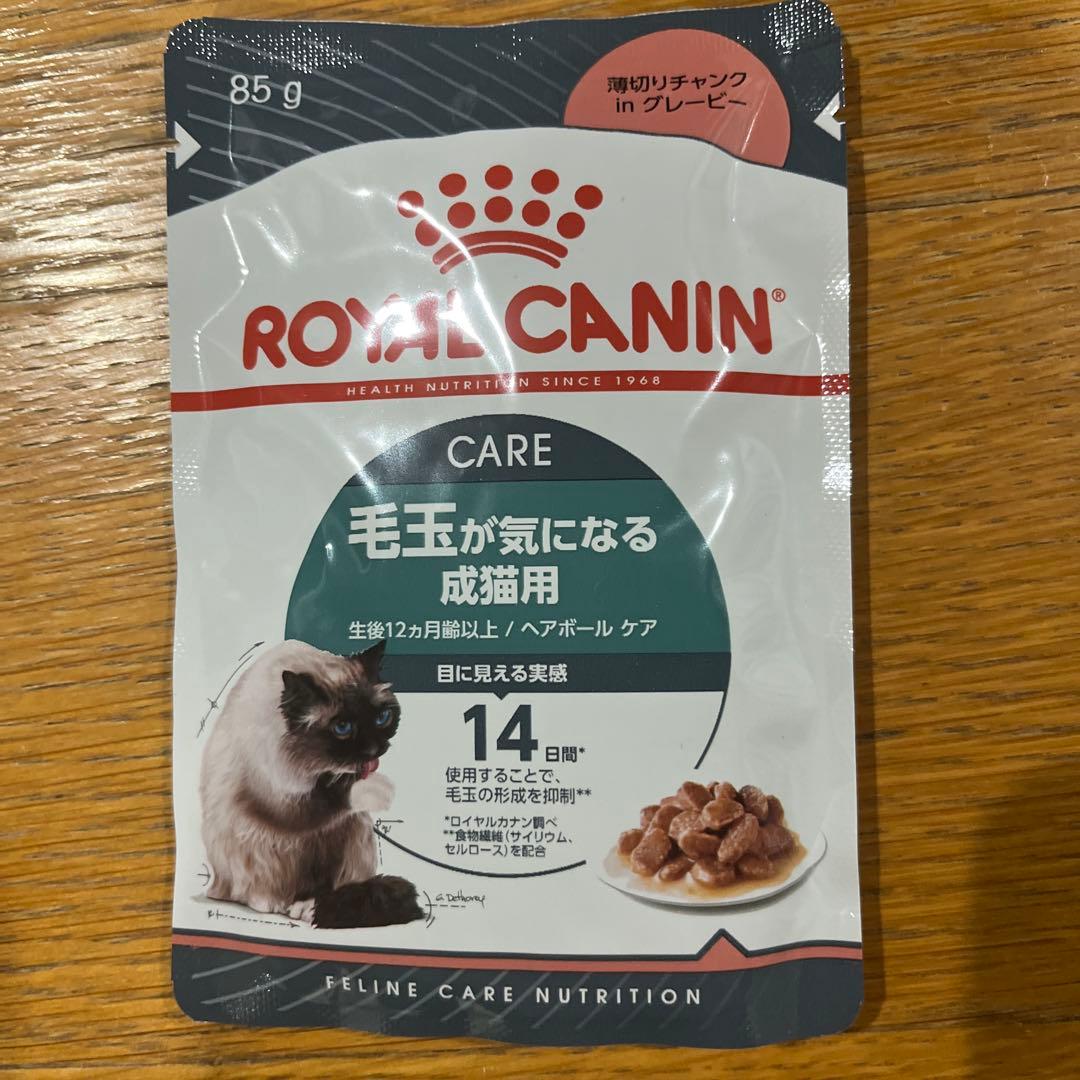 85 g
薄切りチャンク
in グレービー
ROYAL CANIN®
HEALTH NUTRITION SINCE 1968
CARE
毛玉が気になる
成猫用
生後12ヵ月齢以上 / ヘアボール ケア
目に見える実感
14日間*
使用することで、
毛玉の形成を抑制**
*ロイヤルカナン調べ
**食物繊維（サイリウム、
セルロース）を配合
FELINE CARE NUTRITION